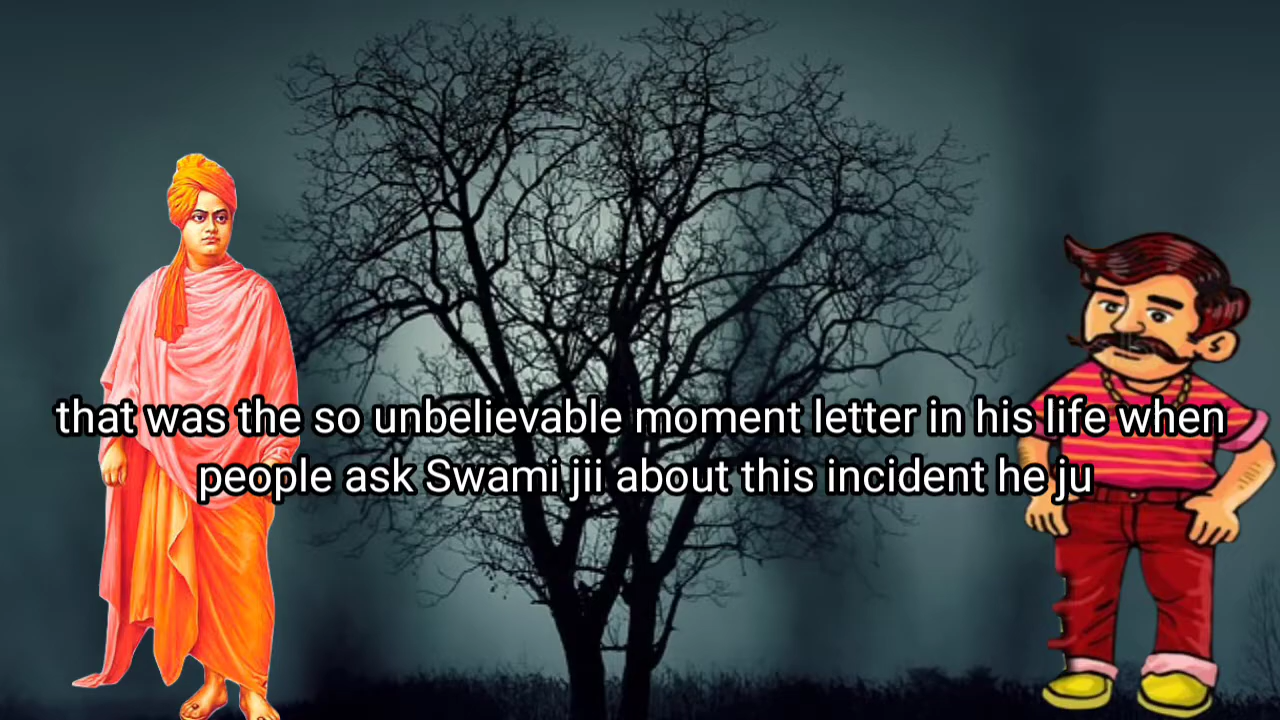 that was the so unbelievable moment letter in his life when
people ask Swami jii about this incident he ju